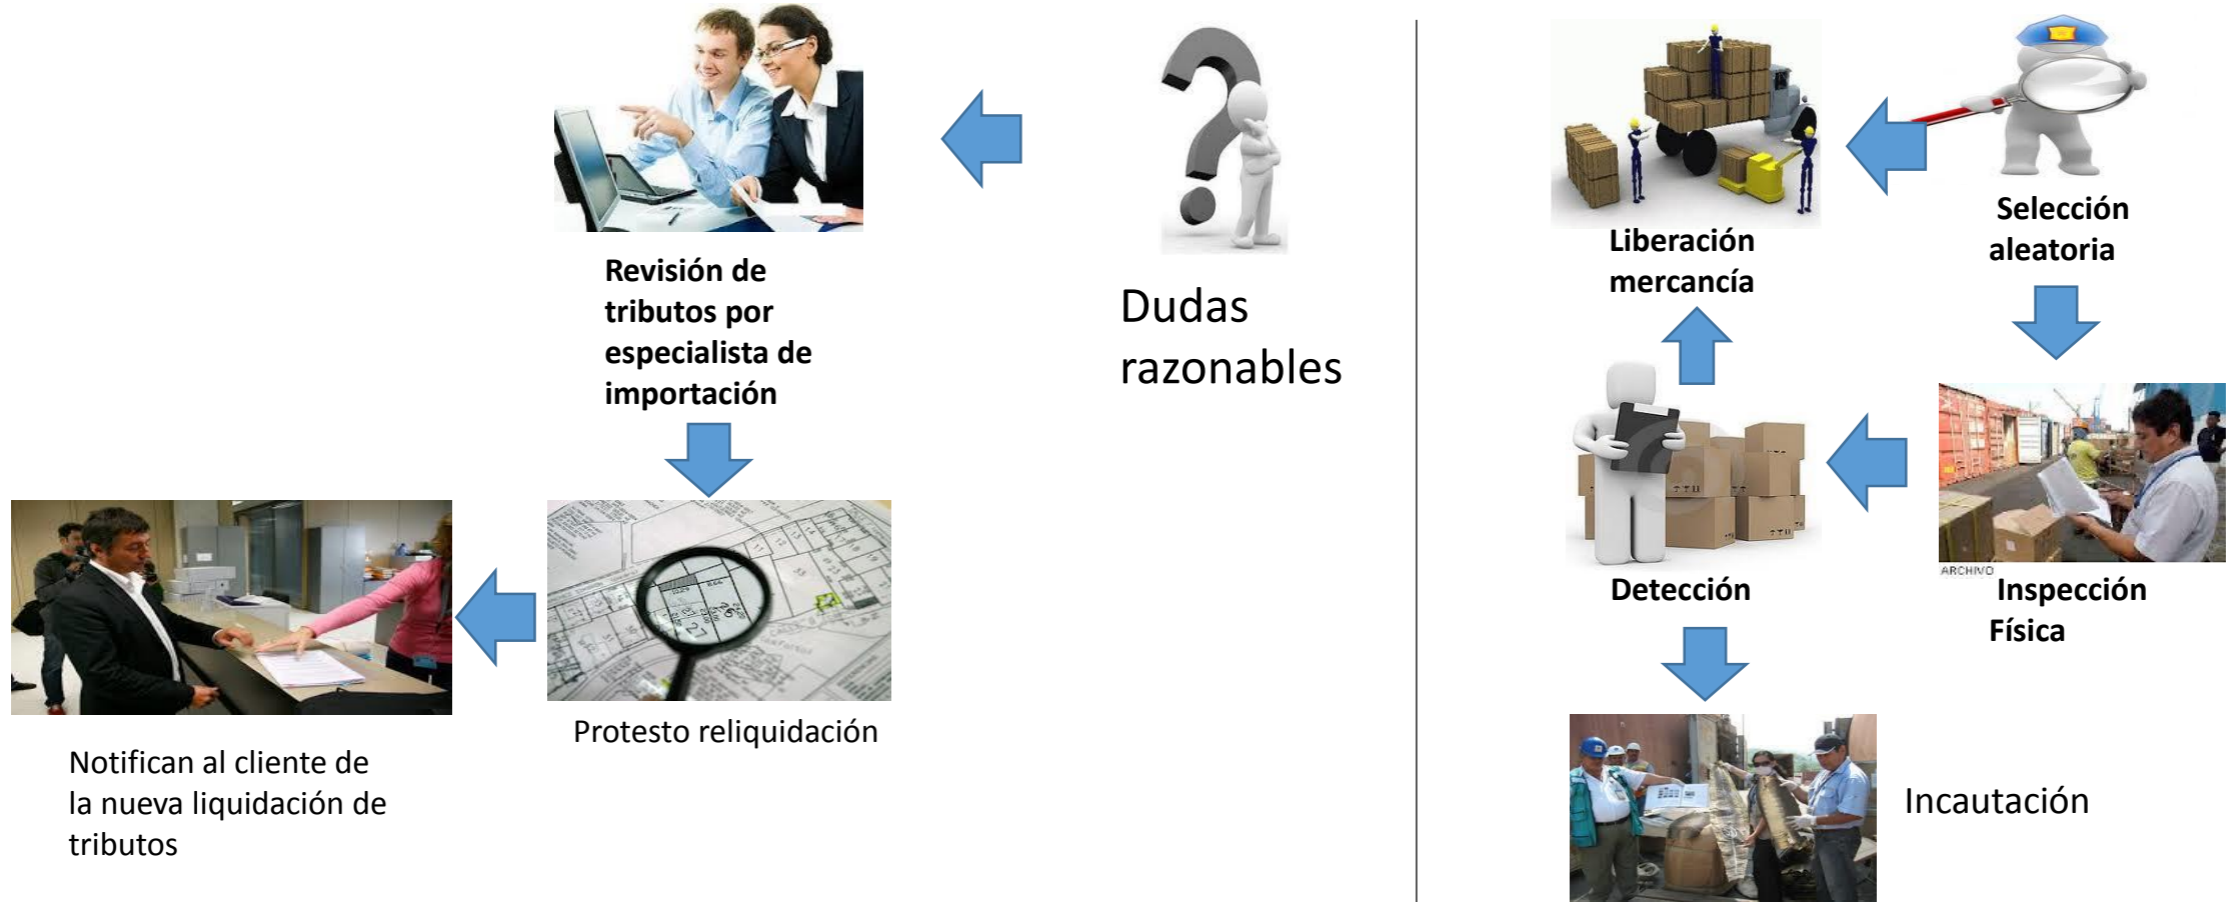 Revisión de
tributos por
especialista de
importación
Dudas
razonables
Protesto reliquidación
Notifican al cliente de
la nueva liquidación de
tributos
Selección
aleatoria
Liberación
mercancía
Detección
ARCHIVO
Inspección
Física
Incautación